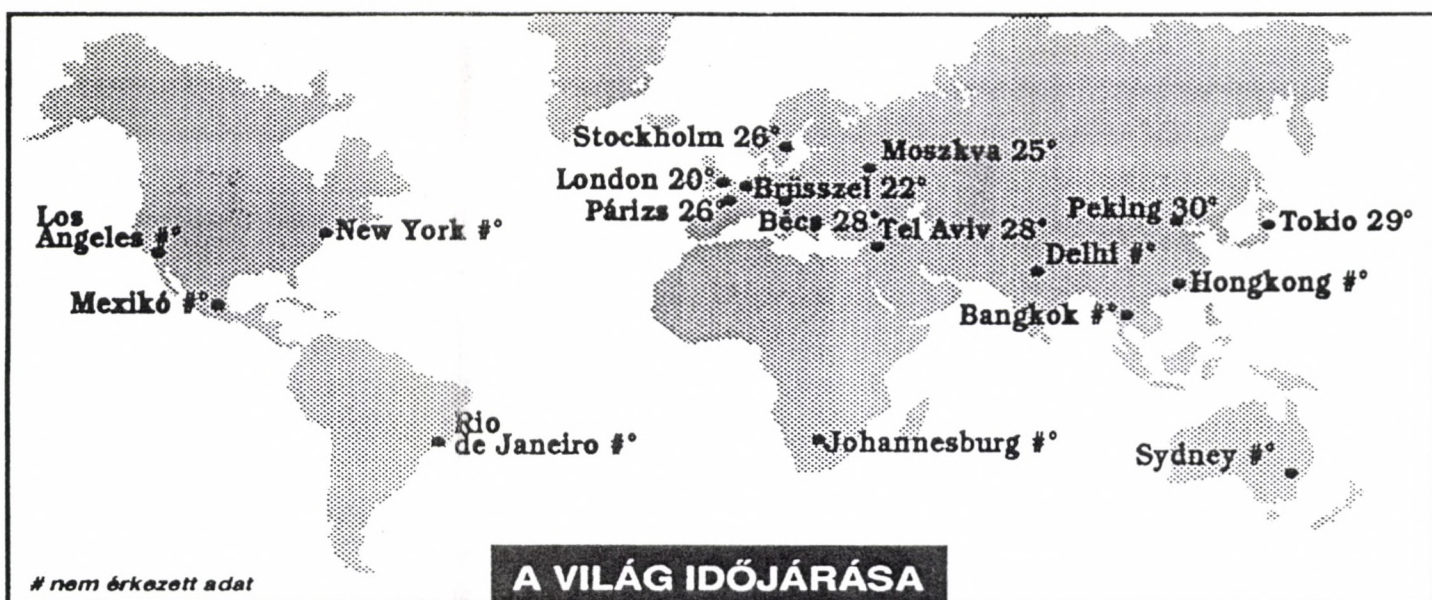 Stockholm 26°
Moszkva 25°
London 20°
Brüsszel 22°
Párizs 26°
Bécs 28°
Tel Aviv 28°
Peking 30°
Tokio 29°
Los
Angeles #°
New York #°
Delhi #°
Mexikó #°
Hongkong #°
Bangkok #°
Rio
de Janeiro #°
Johannesburg #°
Sydney #°
# nem érkezett adat
A VILÁG IDŐJÁRÁSA